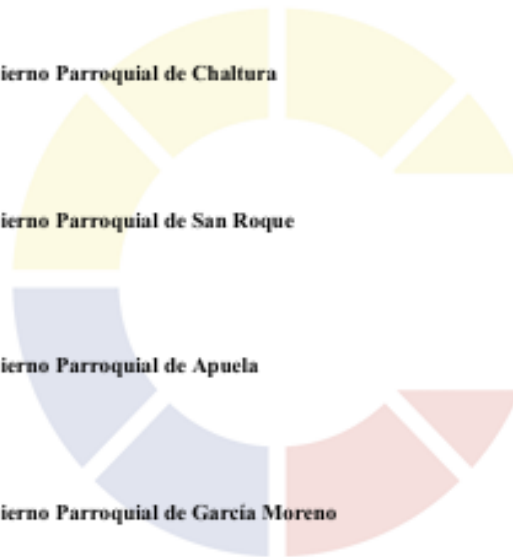 ierno Parroquial de Chaltura
ierno Parroquial de San Roque
ierno Parroquial de Apuela
ierno Parroquial de García Moreno